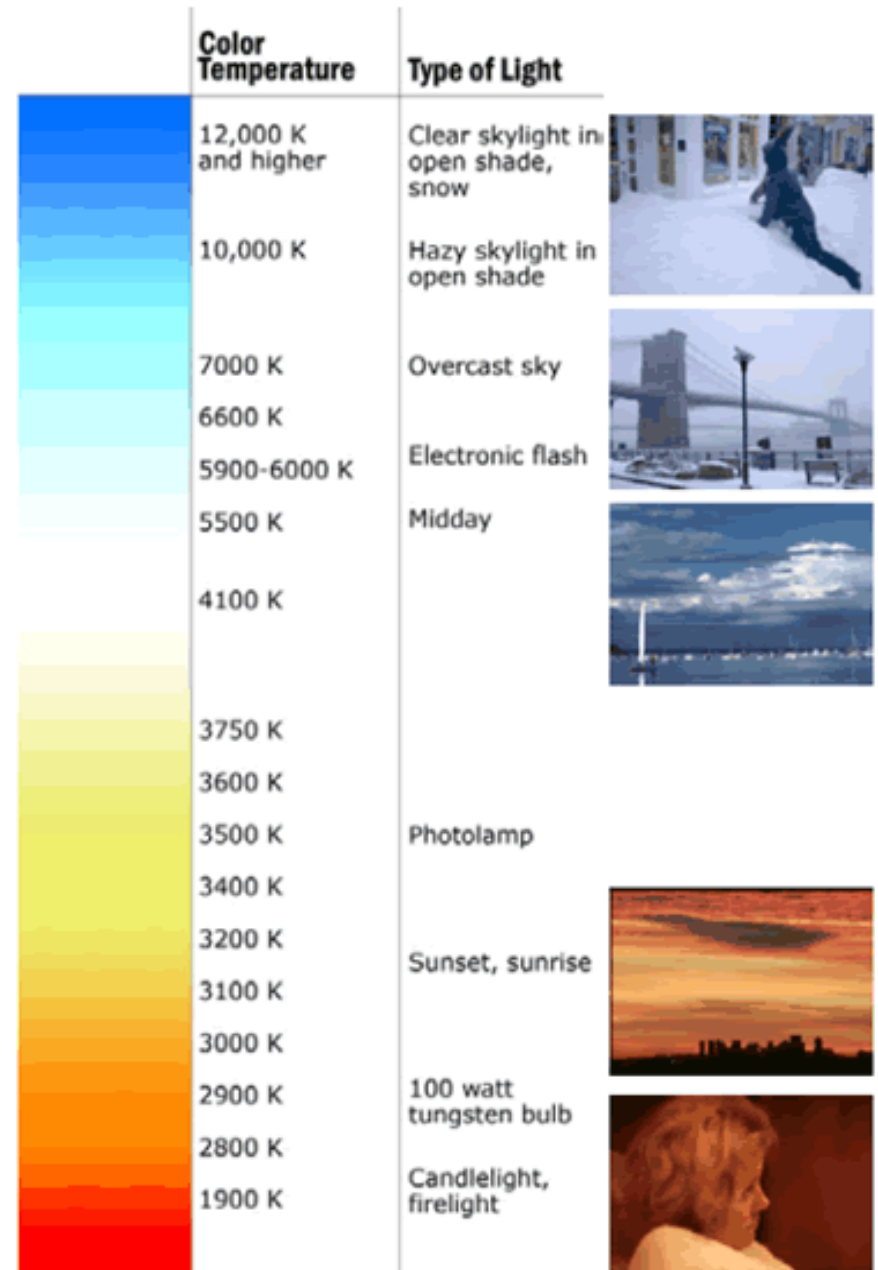 Color
Temperature
Type of Light
12,000 K
and higher
Clear skylight in
open shade,
snow
10,000 K
Hazy skylight in
open shade
7000 K
Overcast sky
6600 K
5900-6000 K
Electronic flash
5500 K
Midday
4100 K
3750 K
3600 K
3500 K
Photolamp
3400 K
3200 K
Sunset, sunrise
3100 K
3000 K
2900 K
100 watt
tungsten bulb
2800 K
1900 K
Candlelight,
firelight